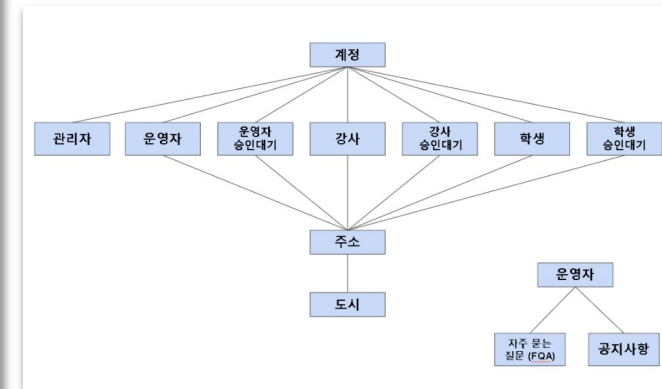 계정
관리자
운영자
운영자
승인대기
강사
강사
승인대기
학생
학생
승인대기
주소
도시
운영자
자주 묻는
질문 (FQA)
공지사항